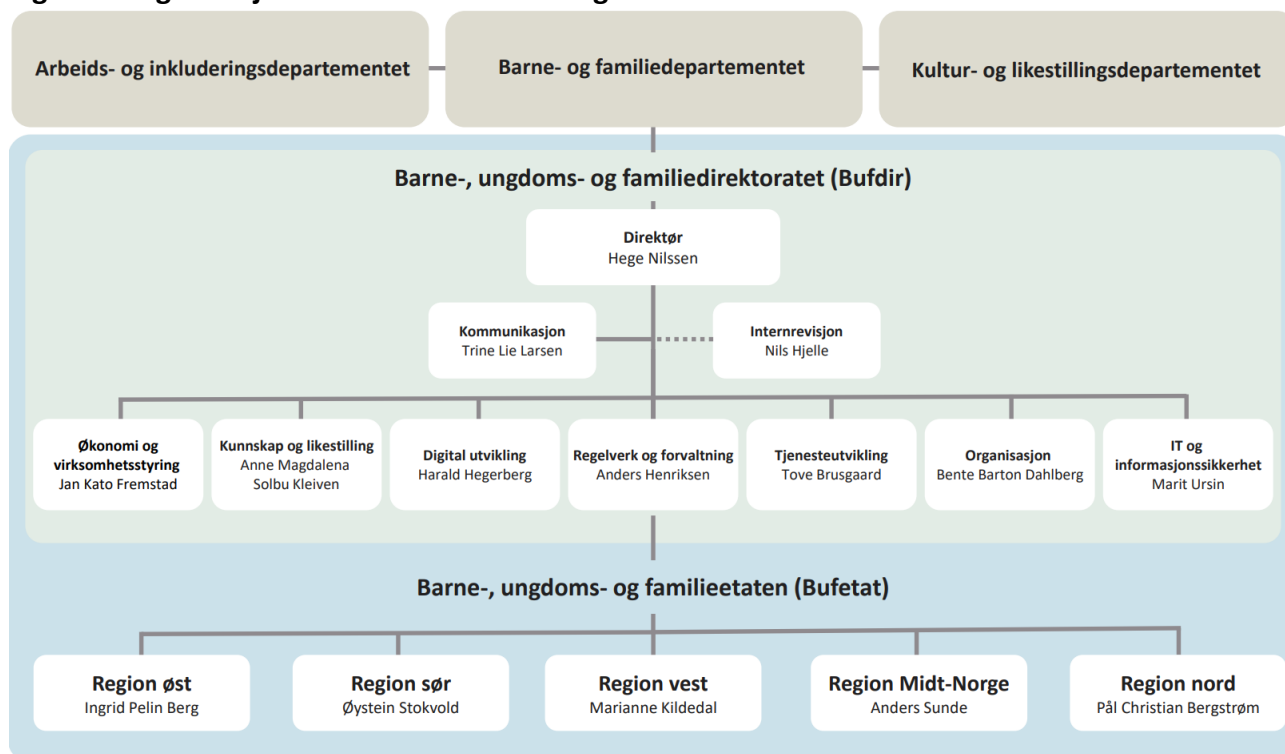 Arbeids- og inkluderingsdepartementet
Barne- og familiedepartementet
Kultur- og likestillingsdepartementet
Barne-, ungdoms- og familiedirektoratet (Bufdir)
Direktør
Hege Nilssen
Kommunikasjon
Trine Lie Larsen
Internrevisjon
Nils Hjelle
Økonomi og
virksomhetsstyring
Jan Kato Fremstad
Kunnskap og likestilling
Anne Magdalena
Solbu Kleiven
Digital utvikling
Harald Hegerberg
Regelverk og forvaltning
Anders Henriksen
Tjenesteutvikling
Tove Brusgaard
Organisasjon
Bente Barton Dahlberg
IT og
informasjonssikkerhet
Marit Ursin
Barne-, ungdoms- og familieetaten (Bufetat)
Region øst
Ingrid Pelin Berg
Region sør
Øystein Stokvold
Region vest
Marianne Kildedal
Region Midt-Norge
Anders Sunde
Region nord
Pål Christian Bergstrøm